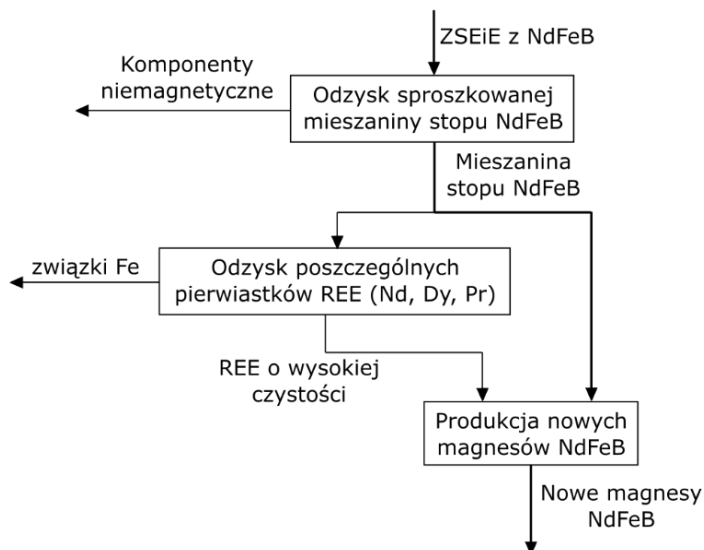 ZSEiE z NdFeB
Komponenty
niemagnetyczne
Odzysk sproszkowanej
mieszaniny stopu NdFeB
Mieszanina
stopu NdFeB
związki Fe
Odzysk poszczególnych
pierwiastków REE (Nd, Dy, Pr)
REE o wysokiej
czystości
Produkcja nowych
magnesów NdFeB
Nowe magnesy
NdFeB